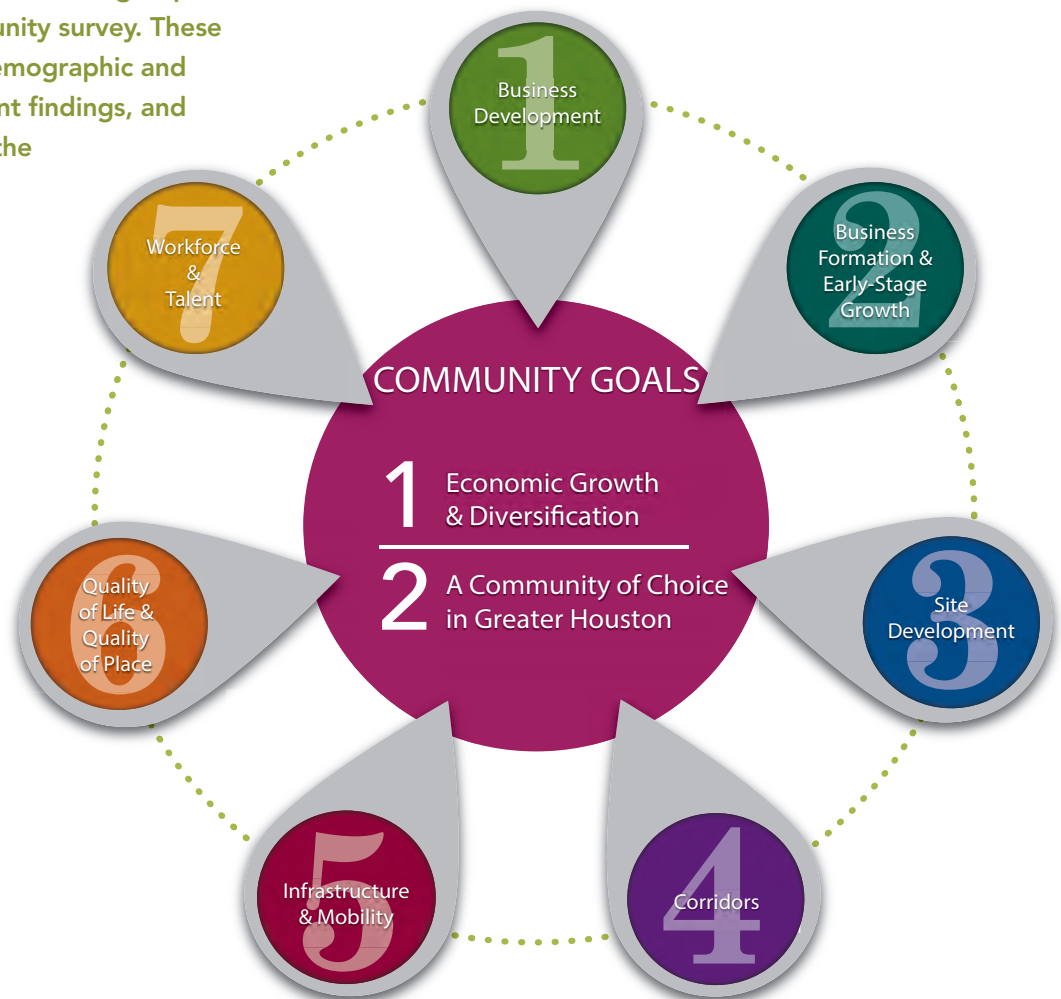 unity survey. These
emographic and
nt findings, and
the
1
Business
Development
2
Business
Formation &
Early-Stage
Growth
3
Site
Development
4
Corridors
5
Infrastructure
& Mobility
6
Quality
of Life &
Quality
of Place
7
Workforce
&
Talent
COMMUNITY GOALS
1 Economic Growth
& Diversification
2 A Community of Choice
in Greater Houston